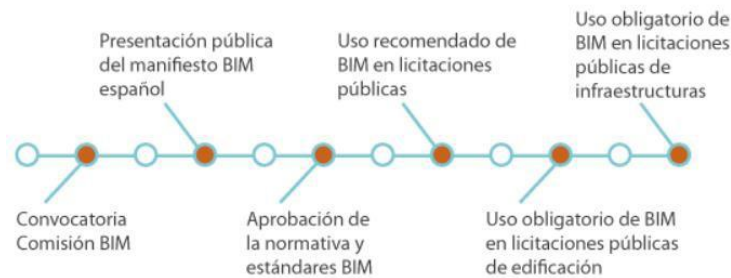 Convocatoria
Comisión BIM
Presentación pública
del manifiesto BIM
español
Aprobación de
la normativa y
estándares BIM
Uso recomendado de
BIM en licitaciones
públicas
Uso obligatorio de BIM
en licitaciones públicas
de edificación
Uso obligatorio de
BIM en licitaciones
públicas de
infraestructuras